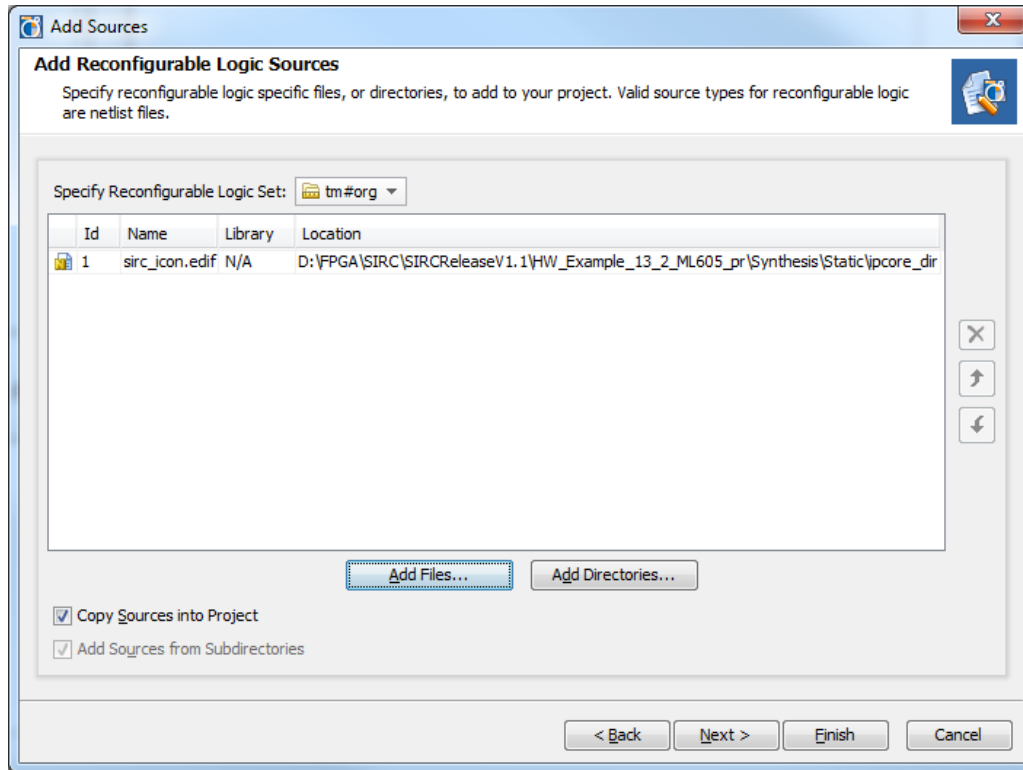 Add Sources
Add Reconfigurable Logic Sources
Specify reconfigurable logic specific files, or directories, to add to your project. Valid source types for reconfigurable logic
are netlist files.
Specify Reconfigurable Logic Set: tm#org
Id Name Library Location
1 sirc_icon.edif N/A D:\FPGA\SIRC\SIRCReleaseV1.1\HW_Example_13_2_ML605_pr\Synthesis\Static\ipcore_dir
Add Files... Add Directories...
Copy Sources into Project
Add Sources from Subdirectories
< Back Next > Finish Cancel